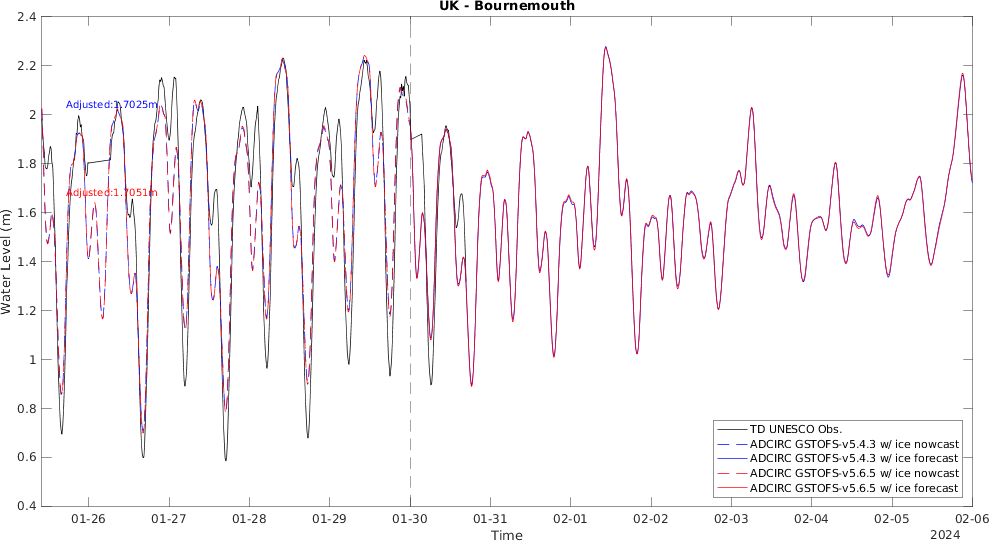 UK - Bournemouth
2.4
2.2
2
1.8
1.6
1.4
1.2
1
0.8
0.6
0.4
Water Level (m)
Adjusted:1.7025m
Adjusted:1.7051m
TD UNESCO Obs.
ADCIRC GSTOFS-v5.4.3 w/ ice nowcast
ADCIRC GSTOFS-v5.4.3 w/ ice forecast
ADCIRC GSTOFS-v5.6.5 w/ ice nowcast
ADCIRC GSTOFS-v5.6.5 w/ ice forecast
01-26 01-27 01-28 01-29 01-30 01-31 02-01 02-02 02-03 02-04 02-05 02-06
Time
2024